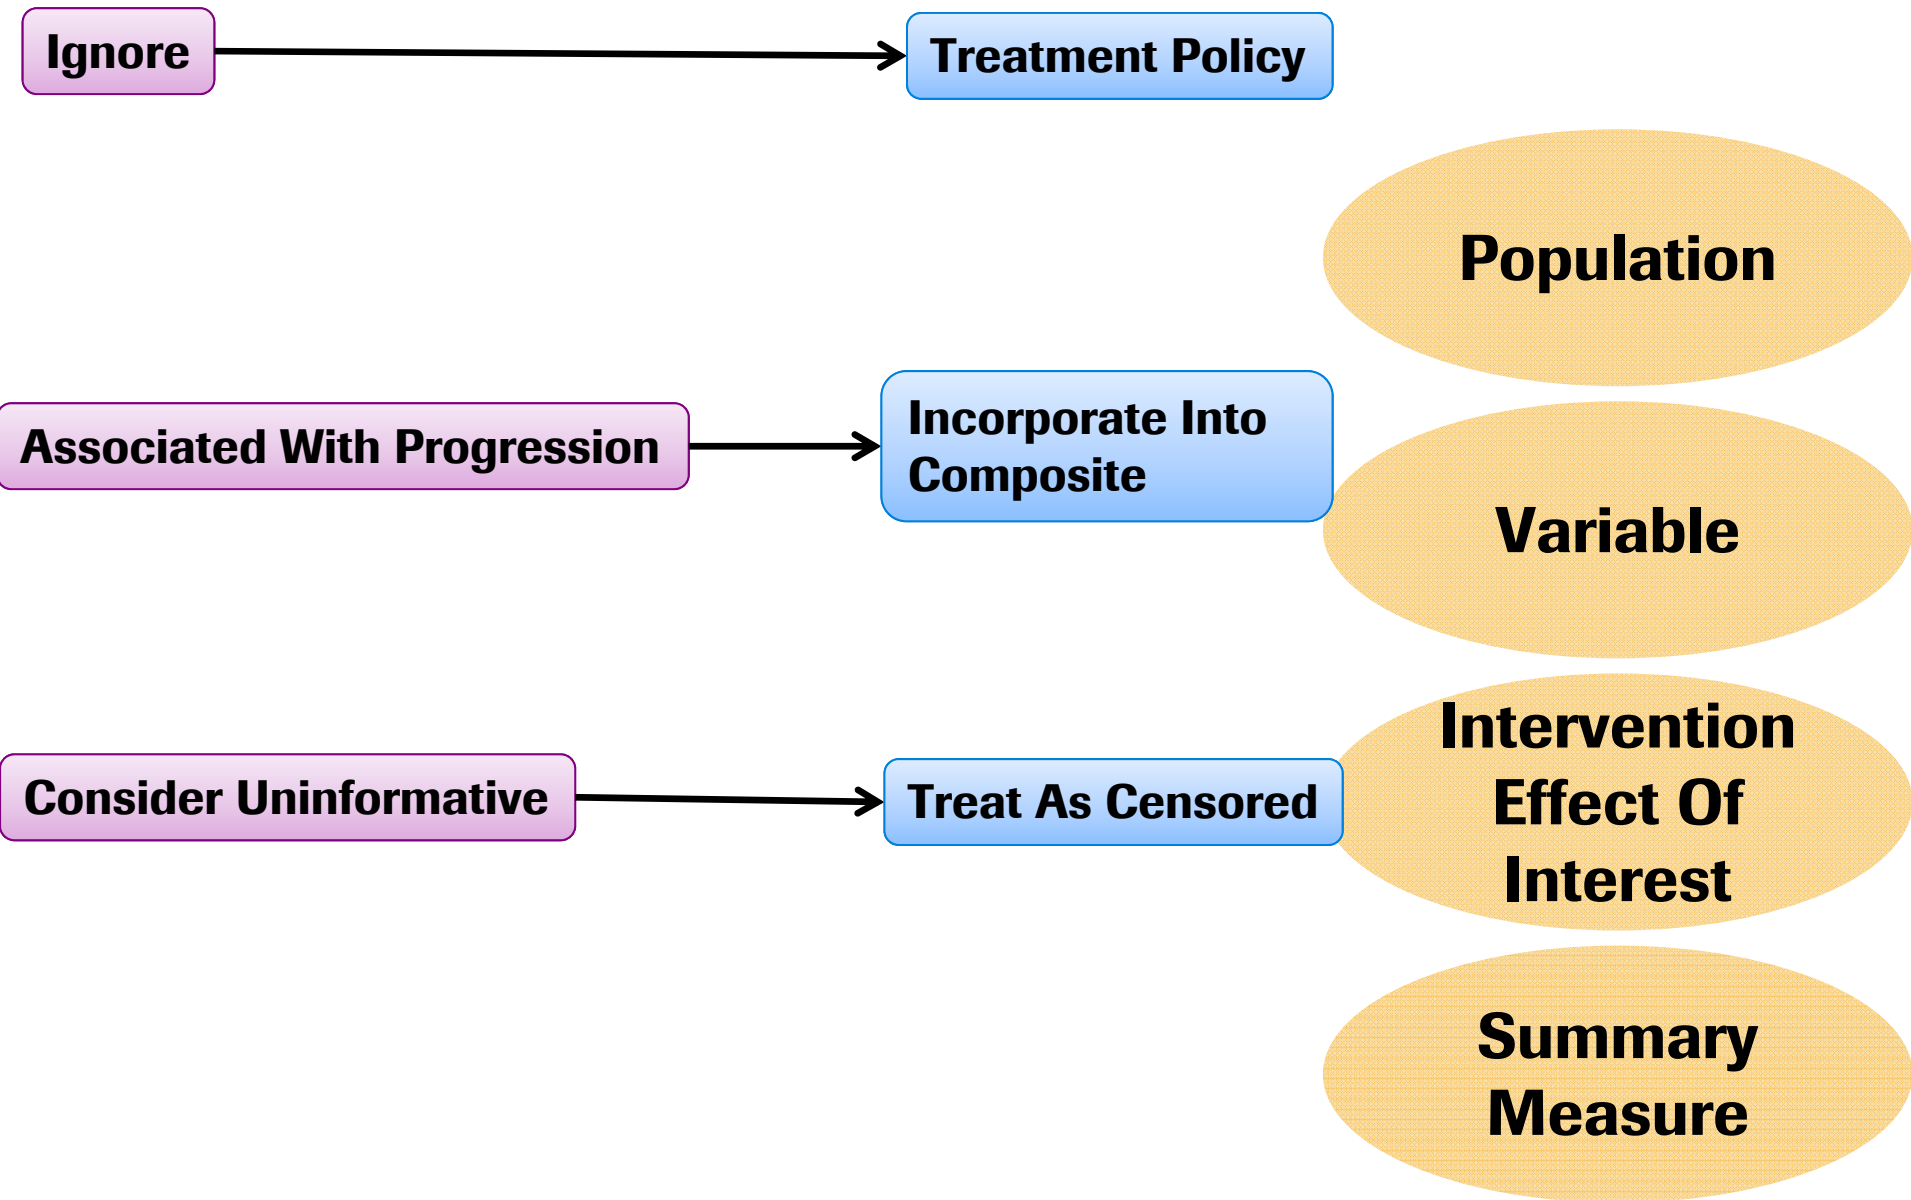 Ignore
Treatment Policy
Population
Associated With Progression
Incorporate Into
Composite
Variable
Consider Uninformative
Treat As Censored
Intervention
Effect Of
Interest
Summary
Measure